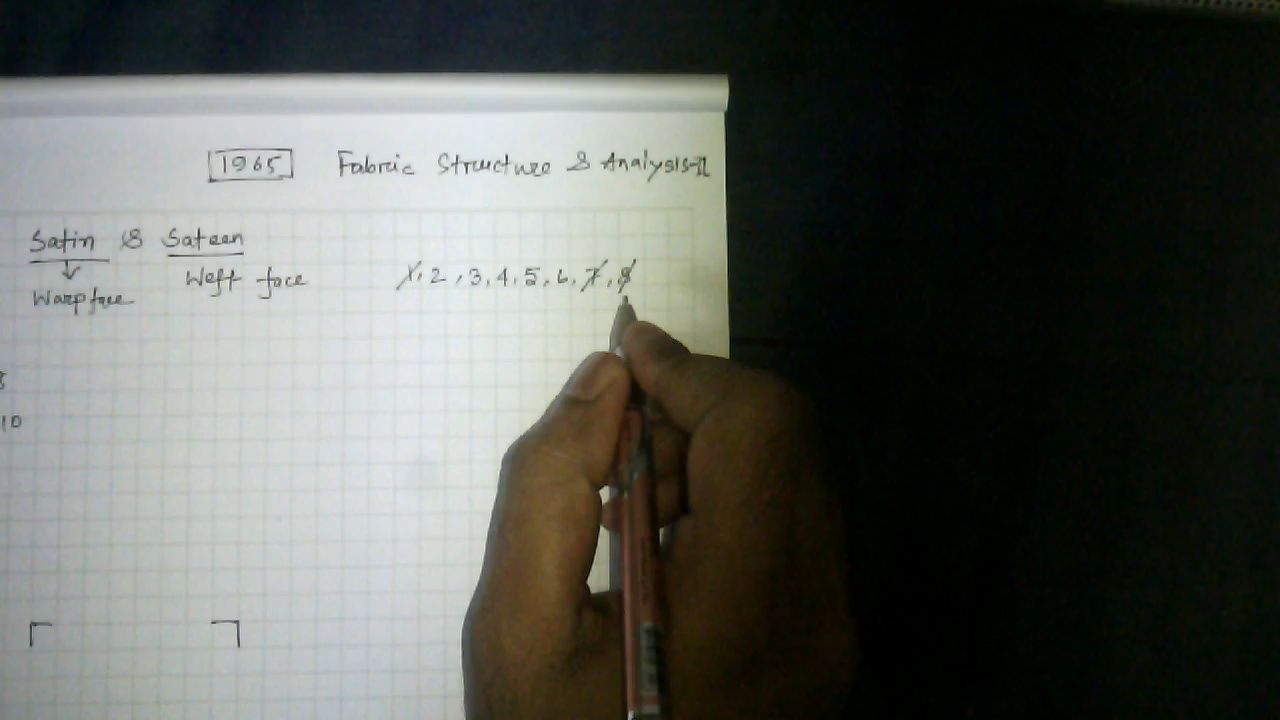 1965 Fabric Structure & Analysis-II
Satin & Sateen
Warp face
Weft face
1, 2, 3, 4, 5, 6, 7, 8
10